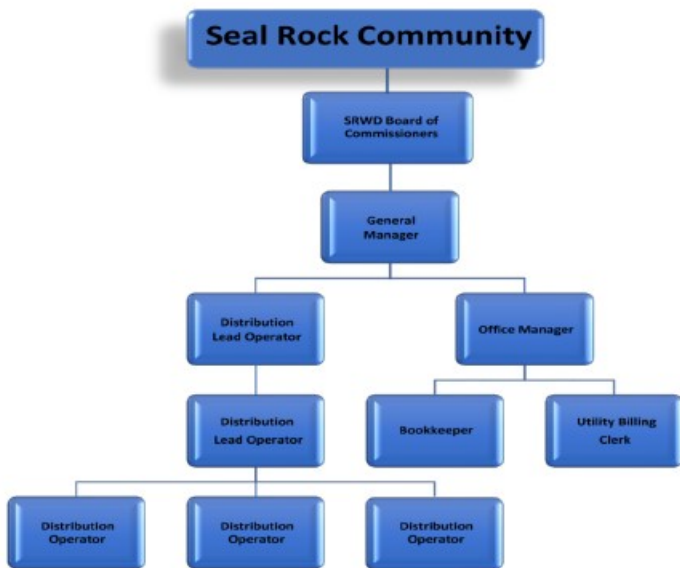 Seal Rock Community
SRWD Board of
Commissioners
General
Manager
Distribution
Lead Operator
Office Manager
Distribution
Lead Operator
Bookkeeper
Utility Billing
Clerk
Distribution
Operator
Distribution
Operator
Distribution
Operator